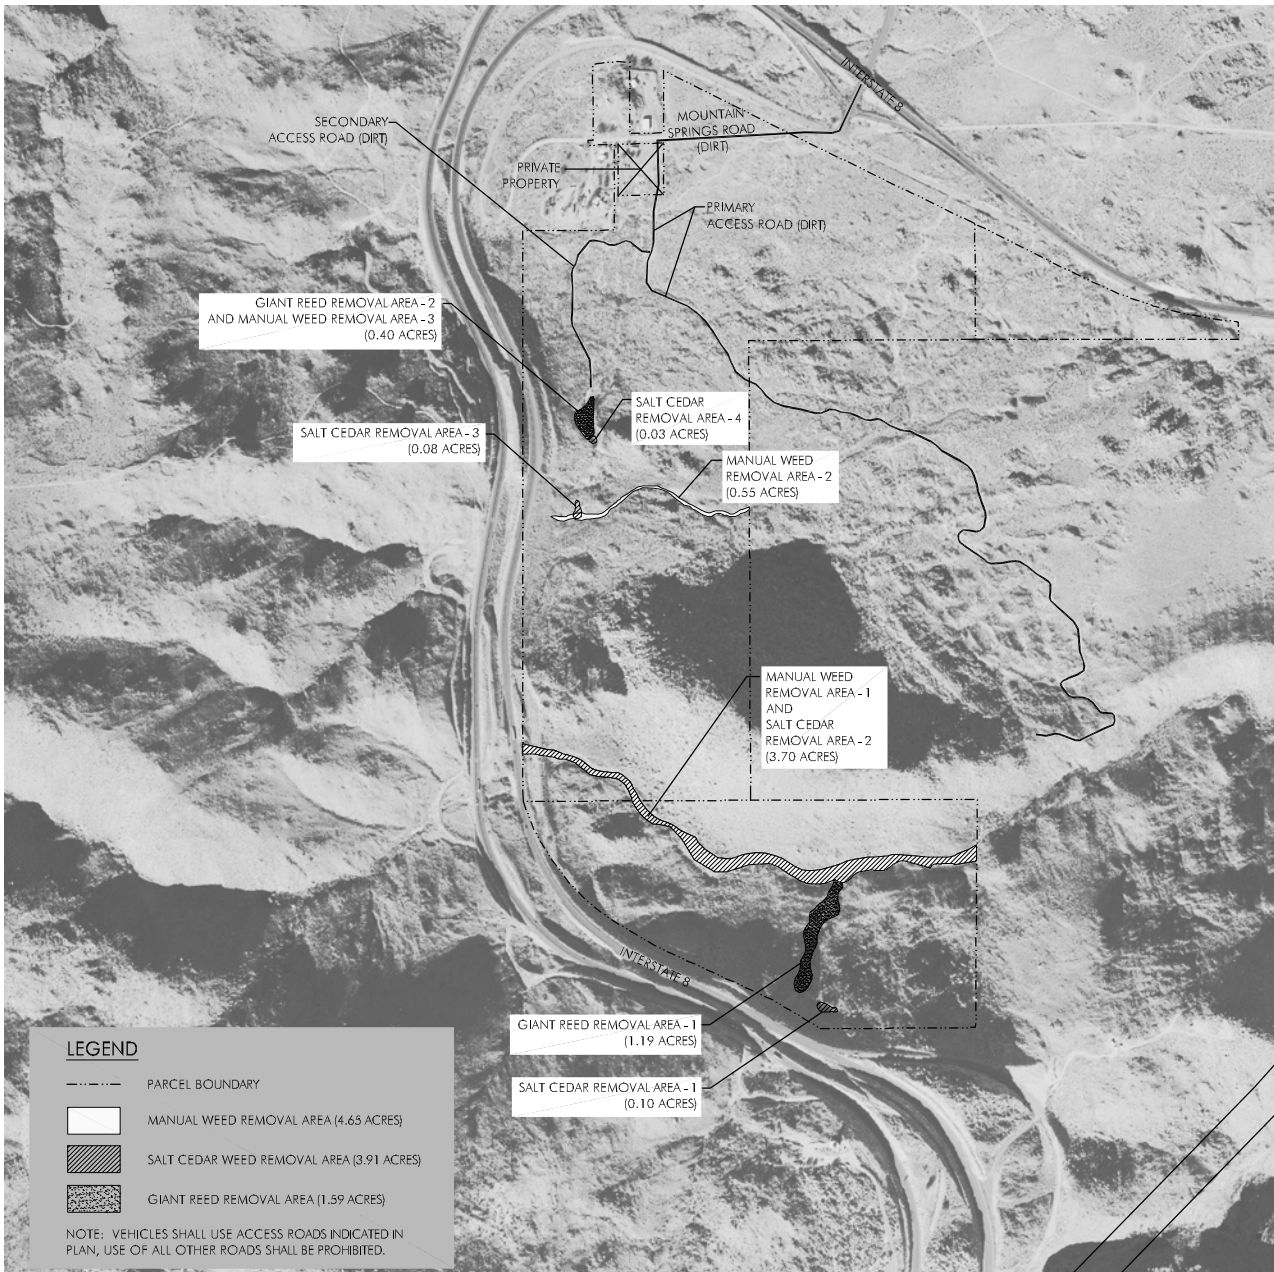 INTERSTATE 8
SECONDARY
ACCESS ROAD (DIRT)
MOUNTAIN
SPRINGS ROAD
(DIRT)
PRIVATE
PROPERTY
PRIMARY
ACCESS ROAD (DIRT)
GIANT REED REMOVAL AREA - 2
AND MANUAL WEED REMOVAL AREA - 3
(0.40 ACRES)
SALT CEDAR
REMOVAL AREA - 4
(0.03 ACRES)
SALT CEDAR REMOVAL AREA - 3
(0.08 ACRES)
MANUAL WEED
REMOVAL AREA - 2
(0.55 ACRES)
MANUAL WEED
REMOVAL AREA - 1
AND
SALT CEDAR
REMOVAL AREA - 2
(3.70 ACRES)
INTERSTATE 8
GIANT REED REMOVAL AREA - 1
(1.19 ACRES)
SALT CEDAR REMOVAL AREA - 1
(0.10 ACRES)
LEGEND
PARCEL BOUNDARY
MANUAL WEED REMOVAL AREA (4.65 ACRES)
SALT CEDAR WEED REMOVAL AREA (3.91 ACRES)
GIANT REED REMOVAL AREA (1.59 ACRES)
NOTE: VEHICLES SHALL USE ACCESS ROADS INDICATED IN
PLAN, USE OF ALL OTHER ROADS SHALL BE PROHIBITED.